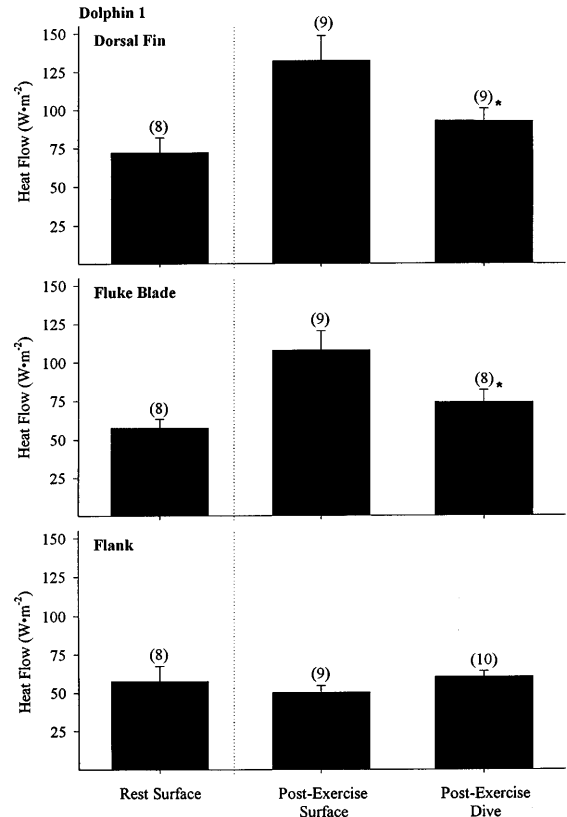 Dolphin 1
Dorsal Fin
Heat Flow (W•m-2)
150
125
100
75
50
25
(8)
(9)
(9)*
Fluke Blade
Heat Flow (W•m-2)
150
125
100
75
50
25
(8)
(9)
(8)*
Flank
Heat Flow (W•m-2)
150
125
100
75
50
25
(8)
(9)
(10)
Rest Surface
Post-Exercise
Surface
Post-Exercise
Dive